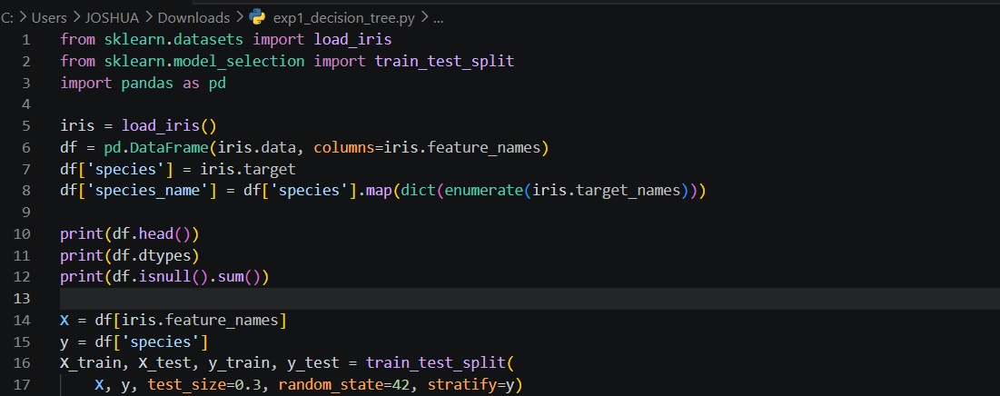 C: > Users > JOSHUA > Downloads > exp1_decision_tree.py > ...
1 from sklearn.datasets import load_iris
2 from sklearn.model_selection import train_test_split
3 import pandas as pd
4
5 iris = load_iris()
6 df = pd.DataFrame(iris.data, columns=iris.feature_names)
7 df['species'] = iris.target
8 df['species_name'] = df['species'].map(dict(enumerate(iris.target_names)))
9
10 print(df.head())
11 print(df.dtypes)
12 print(df.isnull().sum())
13
14 X = df[iris.feature_names]
15 y = df['species']
16 X_train, X_test, y_train, y_test = train_test_split(
17     X, y, test_size=0.3, random_state=42, stratify=y)